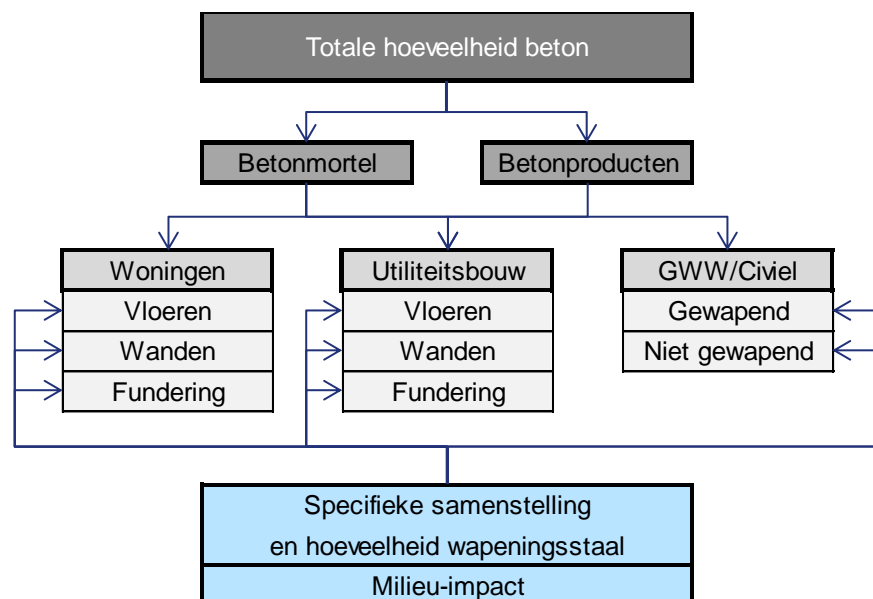 Totale hoeveelheid beton
Betonmortel
Betonproducten
Woningen
Vloeren
Wanden
Fundering
Utiliteitsbouw
Vloeren
Wanden
Fundering
GWW/Civiel
Gewapend
Niet gewapend
Specifieke samenstelling
en hoeveelheid wapeningsstaal
Milieu-impact